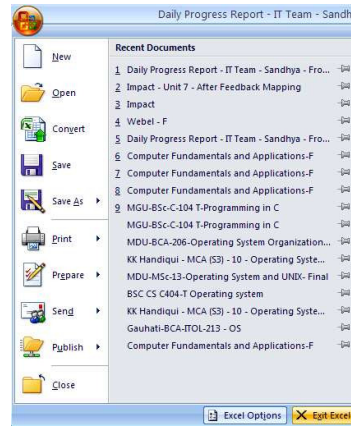 Daily Progress Report - IT Team - Sandh
New
Open
Convert
Save
Save As
Print
Prepare
Send
Publish
Close
Recent Documents
1 Daily Progress Report - IT Team - Sandhya - Fro...
2 Impact - Unit 7 - After Feedback Mapping
3 Impact
4 Webel - F
5 Daily Progress Report - IT Team - Sandhya - Fro...
6 Computer Fundamentals and Applications-F
7 Computer Fundamentals and Applications-F
8 Computer Fundamentals and Applications-F
9 MGU-BSc-C-104 T-Programming in C
MGU-BSc-C-104 T-Programming in C
MDU-BCA-206-Operating System Organization...
KK Handiqui - MCA (S3) - 10 - Operating Syste...
MDU-MSc-13-Operating System and UNIX- Final
BSC CS C404-T Operating system
KK Handiqui - MCA (S3) - 10 - Operating Syste...
Gauhati-BCA-ITOL-213 - OS
Computer Fundamentals and Applications-F
Excel Options
Exit Excel